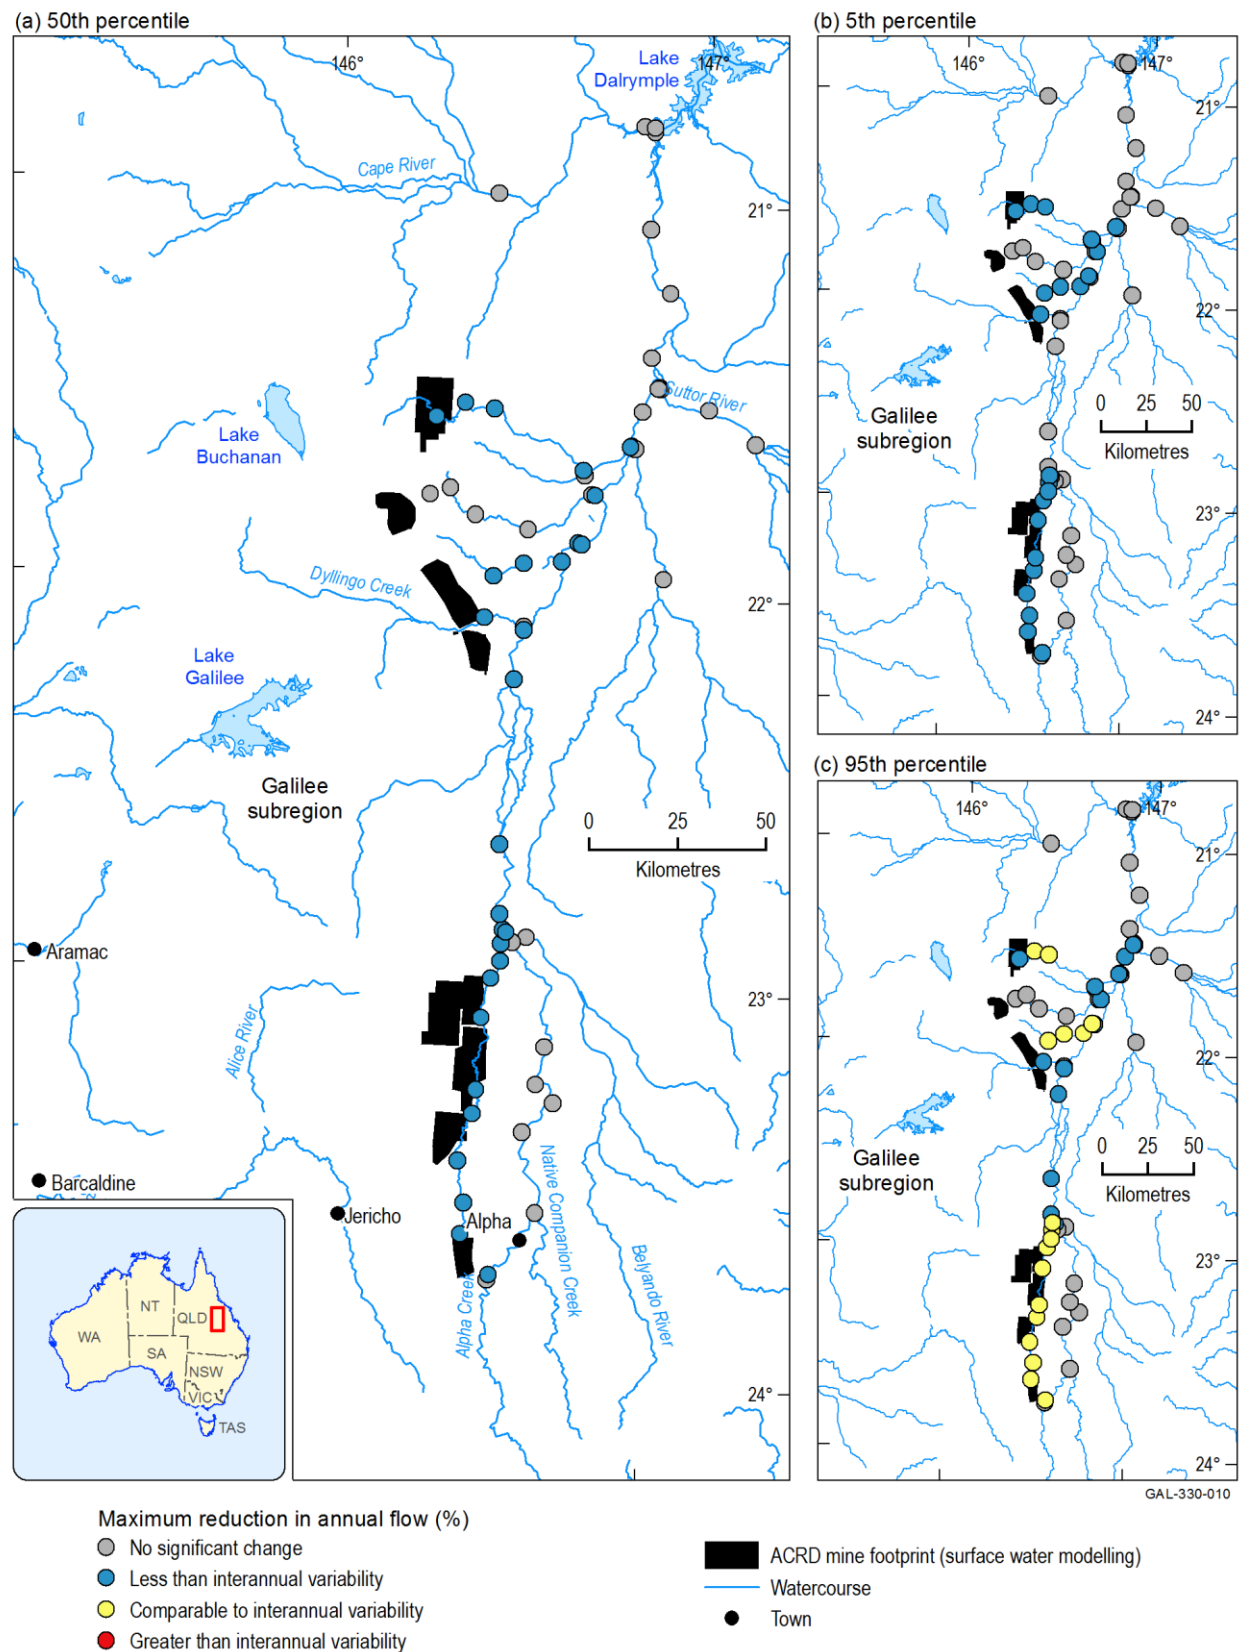 (a) 50th percentile
146°
147°
Lake
Dalrymple
Cape River
21°
Suttor River
Lake
Buchanan
Dyllingo Creek
22°
Lake
Galilee
Galilee
subregion
0 25 50
Kilometres
Aramac
23°
Alice River
Barcaldine
Jericho
Alpha
Native Companion Creek
Belyando River
Alpha Creek
24°
WA
NT
QLD
SA
NSW
VIC
TAS
(b) 5th percentile
146°
147°
21°
22°
Galilee
subregion
0 25 50
Kilometres
23°
24°
(c) 95th percentile
146°
147°
21°
22°
Galilee
subregion
0 25 50
Kilometres
23°
24°
GAL-330-010
Maximum reduction in annual flow (%)
No significant change
Less than interannual variability
Comparable to interannual variability
Greater than interannual variability
ACRD mine footprint (surface water modelling)
Watercourse
Town